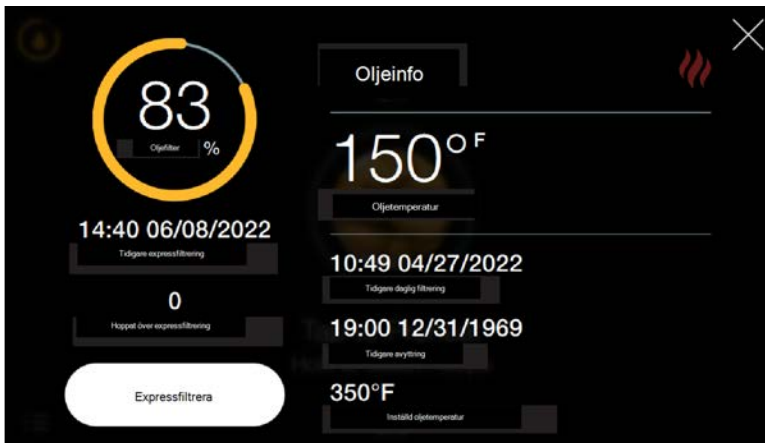 83
Oljefilter %
14:40 06/08/2022
Tidigare expressfiltrering
0
Hoppat över expressfiltrering
Expressfiltrera
Oljeinfo
150°F
Oljetemperatur
10:49 04/27/2022
Tidigare daglig filtrering
19:00 12/31/1969
Tidigare avyttring
350°F
Inställd oljetemperatur